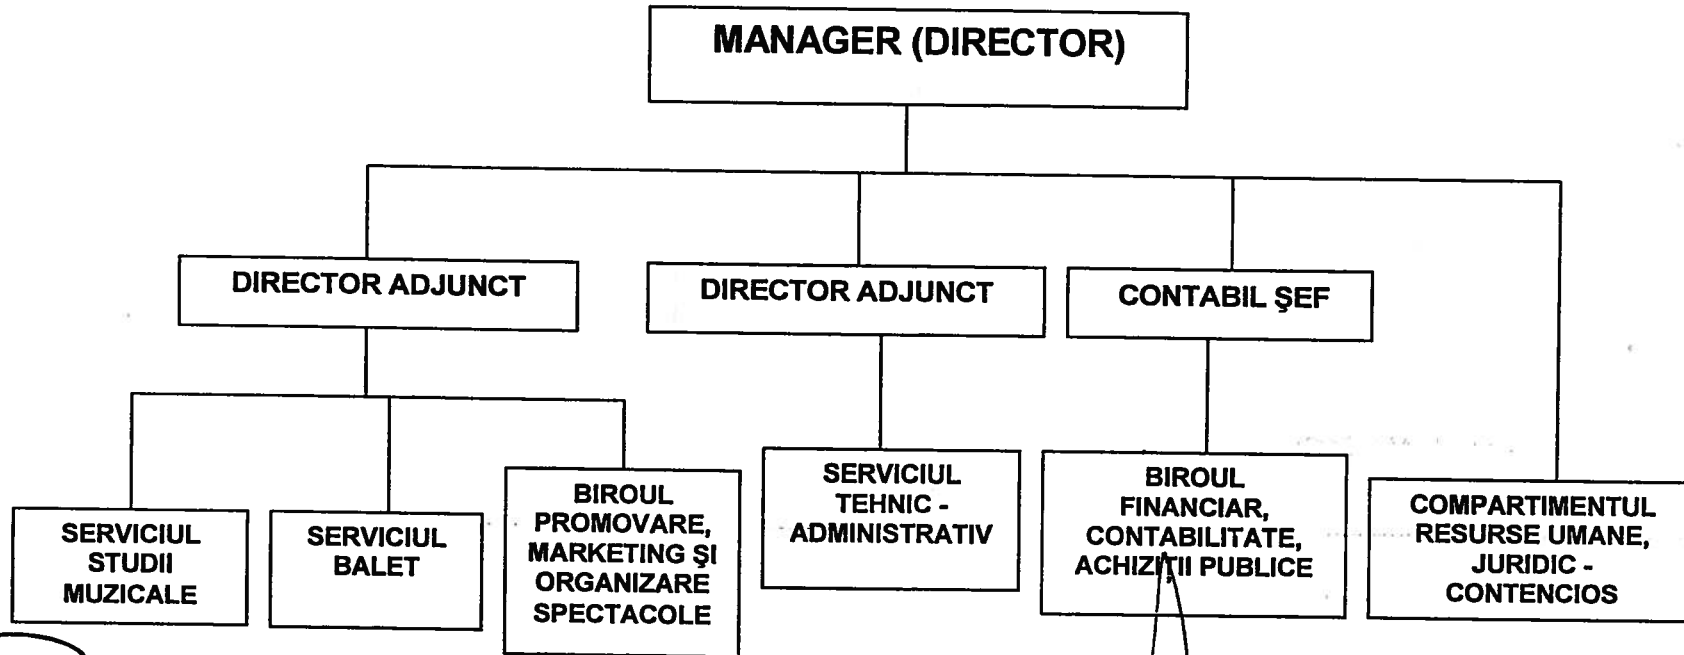 MANAGER (DIRECTOR)
DIRECTOR ADJUNCT
DIRECTOR ADJUNCT
CONTABIL ŞEF
SERVICIUL
STUDII
MUZICALE
SERVICIUL
BALET
BIROUL
PROMOVARE,
MARKETING ŞI
ORGANIZARE
SPECTACOLE
SERVICIUL
TEHNIC -
ADMINISTRATIV
BIROUL
FINANCIAR,
CONTABILITATE,
ACHIZIŢII PUBLICE
COMPARTIMENTUL
RESURSE UMANE,
JURIDIC -
CONTENCIOS